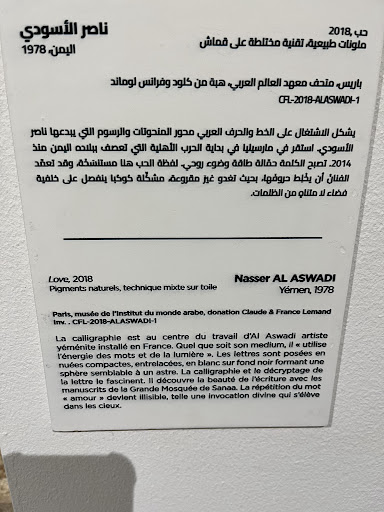 ناصر الأسودي
اليمن، 1978
حب, 2018
ملونات طبيعية، تقنية مختلطة على قماش
باريس، متحف معهد العالم العربي، هبة من كلود وفرانس لوماند
CFL-2018-ALASWADI-1
يشكل الاشتغال على الخط والحرف العربي محور المنحوتات والرسوم التي يبدعها ناصر
الأسودي. استقر في مارسيليا في بداية الحرب الأهلية التي تعصف ببلاده اليمن منذ
2014. تصبح الكلمة حمّالة طاقة وضوء روحي. لفظة الحب هنا مستنسَخة، وقد تعمّد
الفنانُ أن يخُلِط حروفها، بحيث تغدو غيرَ مقروءة، مشكّلة كوكبا ينفصل على خلفية
فضاء لا متناهٍ من الظلمات.
Love, 2018
Pigments naturels, technique mixte sur toile
Nasser AL ASWADI
Yémen, 1978
Paris, musée de l'Institut du monde arabe, donation Claude & France Lemand
Inv. . CFL-2018-ALASWADI-1
La calligraphie est au centre du travail d'Al Aswadi artiste
yéménite installé en France. Quel que soit son medium, il « utilise
l'énergie des mots et de la lumière ». Les lettres sont posées en
nuées compactes, entrelacées, en blanc sur fond noir formant une
sphère semblable à un astre. La calligraphie et le décryptage de
la lettre le fascinent. Il découvre la beauté de l'écriture avec les
manuscrits de la Grande Mosquée de Sanaa. La répétition du mot
« amour » devient illisible, telle une invocation divine qui s'élève
dans les cieux.